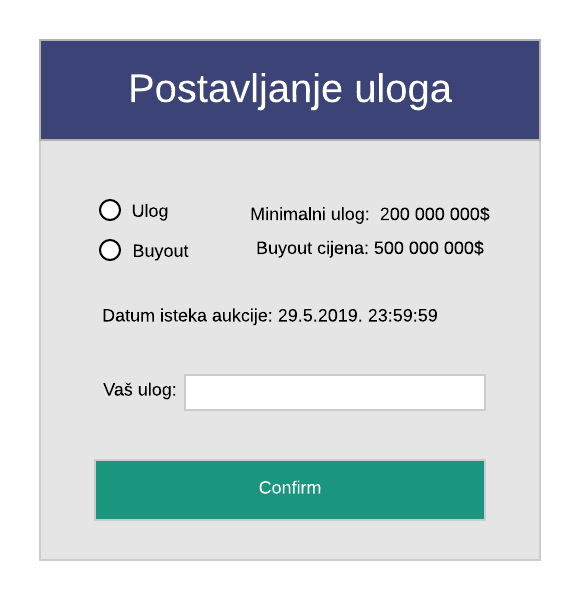 Postavljanje uloga
Ulog
Minimalni ulog: 200 000 000$
Buyout
Buyout cijena: 500 000 000$
Datum isteka aukcije: 29.5.2019. 23:59:59
Vaš ulog:
Confirm